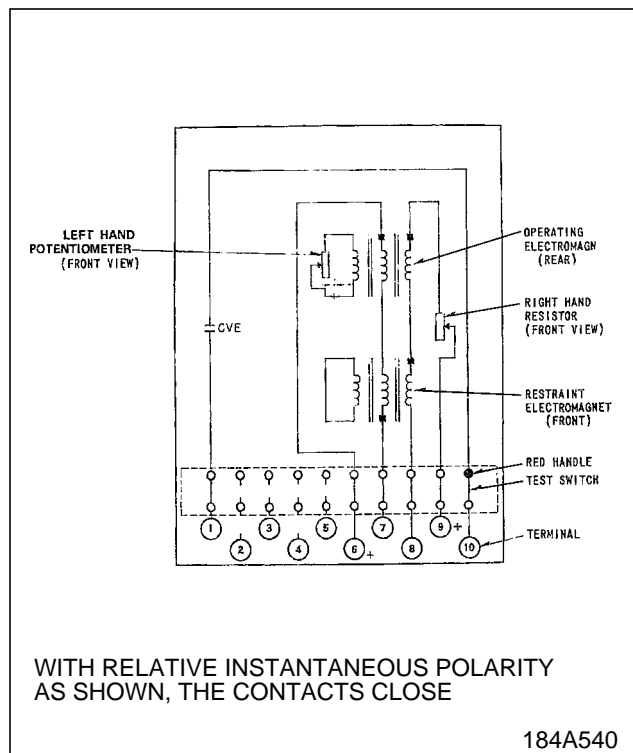 LEFT HAND
POTENTIOMETER
(FRONT VIEW)
OPERATING
ELECTROMAGN
(REAR)
RIGHT HAND
RESISTOR
(FRONT VIEW)
CVE
RESTRAINT
ELECTROMAGNET
(FRONT)
RED HANDLE
TEST SWITCH
1 3 5 7 9 +
2 4 6 + 8 10
TERMINAL
WITH RELATIVE INSTANTANEOUS POLARITY
AS SHOWN, THE CONTACTS CLOSE
184A540